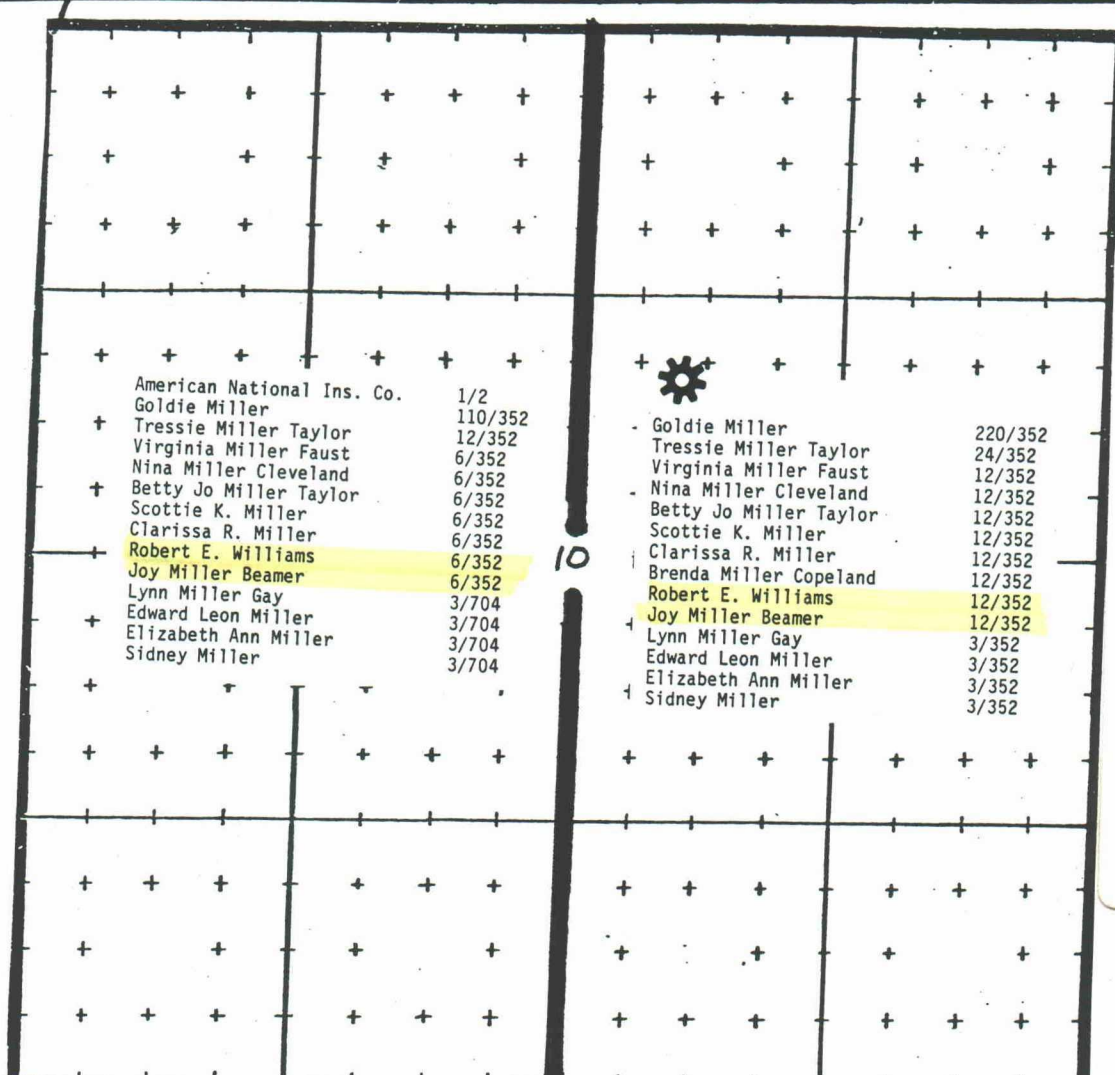 American National Ins. Co. 1/2
Goldie Miller 110/352
Tressie Miller Taylor 12/352
Virginia Miller Faust 6/352
Nina Miller Cleveland 6/352
Betty Jo Miller Taylor 6/352
Scottie K. Miller 6/352
Clarissa R. Miller 6/352
Robert E. Williams 6/352
Joy Miller Beamer 6/352
Lynn Miller Gay 3/704
Edward Leon Miller 3/704
Elizabeth Ann Miller 3/704
Sidney Miller 3/704
10
Goldie Miller 220/352
Tressie Miller Taylor 24/352
Virginia Miller Faust 12/352
Nina Miller Cleveland 12/352
Betty Jo Miller Taylor 12/352
Scottie K. Miller 12/352
Clarissa R. Miller 12/352
Brenda Miller Copeland 12/352
Robert E. Williams 12/352
Joy Miller Beamer 12/352
Lynn Miller Gay 3/352
Edward Leon Miller 3/352
Elizabeth Ann Miller 3/352
Sidney Miller 3/352